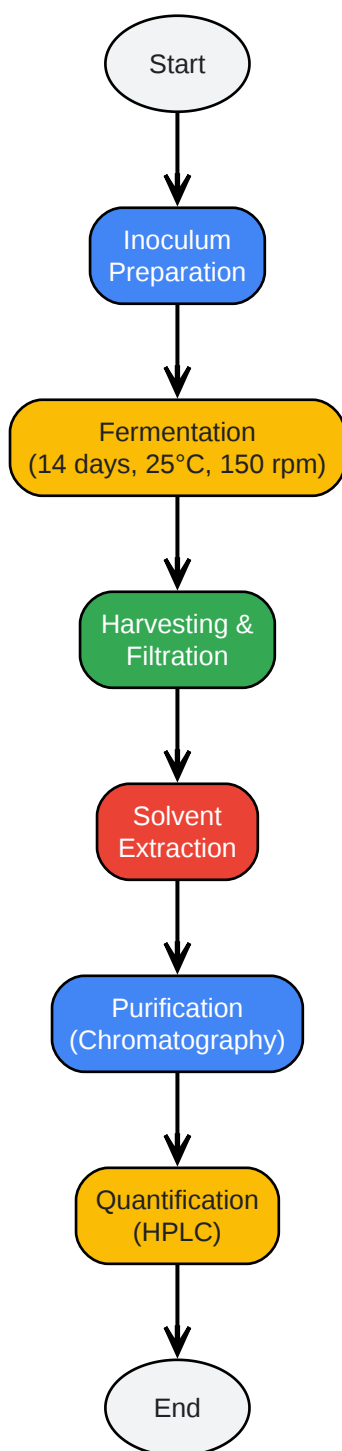 Start
Inoculum
Preparation
Fermentation
(14 days, 25°C, 150 rpm)
Harvesting &
Filtration
Solvent
Extraction
Purification
(Chromatography)
Quantification
(HPLC)
End